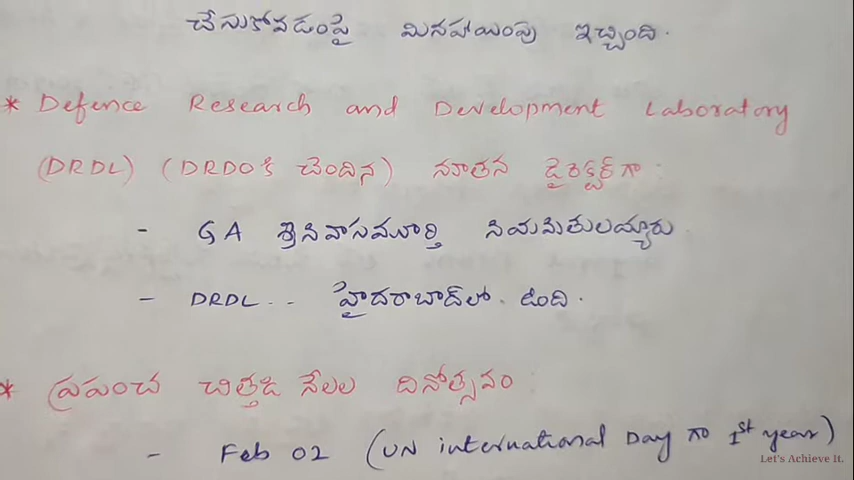 చేసుకోవడంపై మినహాయింపు ఇచ్చింది.
* Defence Research and Development Laboratory
(DRDL) (DRDOకి చెందిన) నూతన డైరెక్టర్‌గా :
- GA శ్రీనివాసమూర్తి నియమితులయ్యారు
- DRDL... హైదరాబాద్‌లో. ఉంది.
* ప్రపంచ చిత్తడి నేలల దినోత్సవం :
- Feb 02 (UN international Day గా 1st year)
Let's Achieve It.